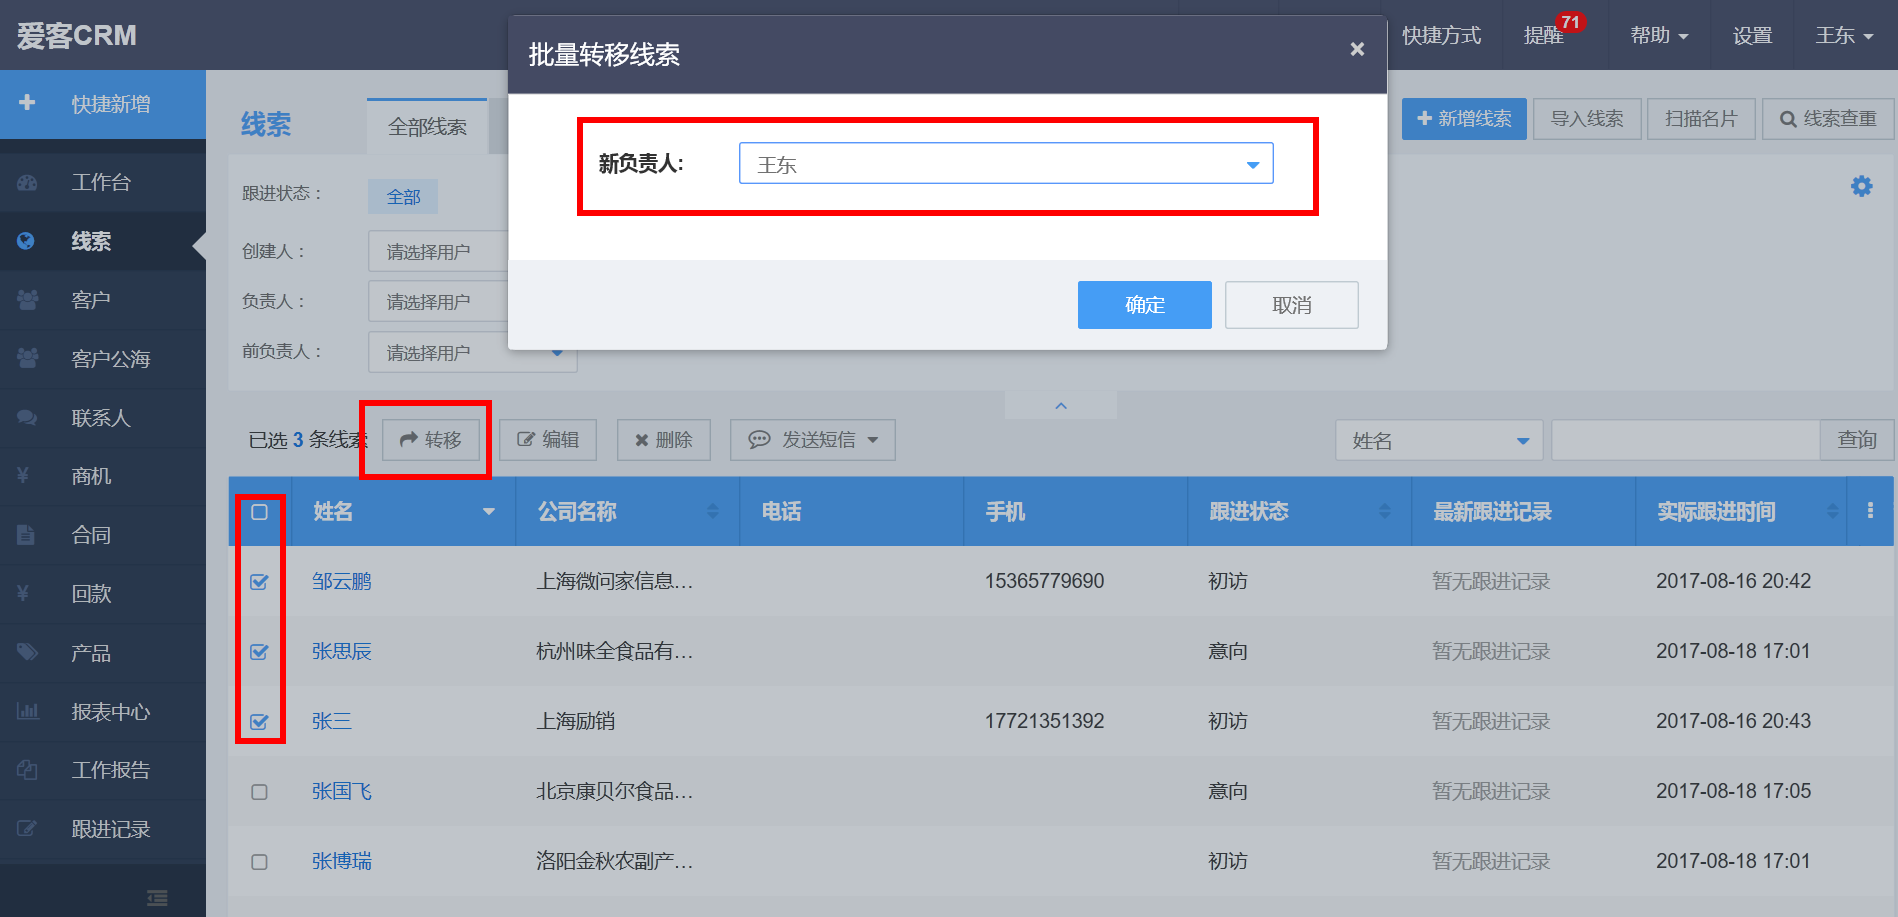 爱客CRM
快捷方式 提醒 71 帮助 设置 王东
批量转移线索 ×
快捷新增
工作台
线索
客户
客户公海
联系人
商机
合同
回款
产品
报表中心
工作报告
跟进记录
线索 全部线索
新增线索 导入线索 扫描名片 线索查重
新负责人: 王东
确定 取消
跟进状态： 全部
创建人： 请选择用户
负责人： 请选择用户
前负责人： 请选择用户
已选 3 条线索 转移 编辑 删除 发送短信 姓名 查询
姓名 公司名称 电话 手机 跟进状态 最新跟进记录 实际跟进时间
邹云鹏 上海微问家信息... 15365779690 初访 暂无跟进记录 2017-08-16 20:42
张思辰 杭州味全食品有... 意向 暂无跟进记录 2017-08-18 17:01
张三 上海励销 17721351392 初访 暂无跟进记录 2017-08-16 20:43
张国飞 北京康贝尔食品... 意向 暂无跟进记录 2017-08-18 17:05
张博瑞 洛阳金秋农副产... 初访 暂无跟进记录 2017-08-18 17:01